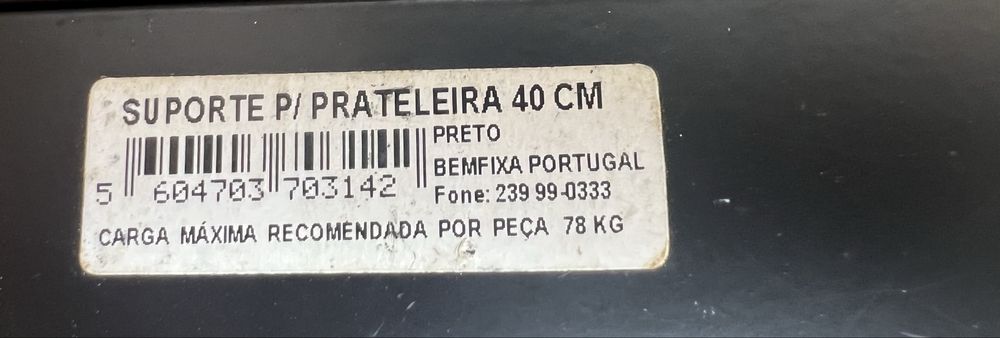 SUPORTE P/ PRATELEIRA 40 CM
PRETO
BEMFIXA PORTUGAL
5 604703 703142
Fone: 239 99-0333
CARGA MÁXIMA RECOMENDADA POR PEÇA 78 KG